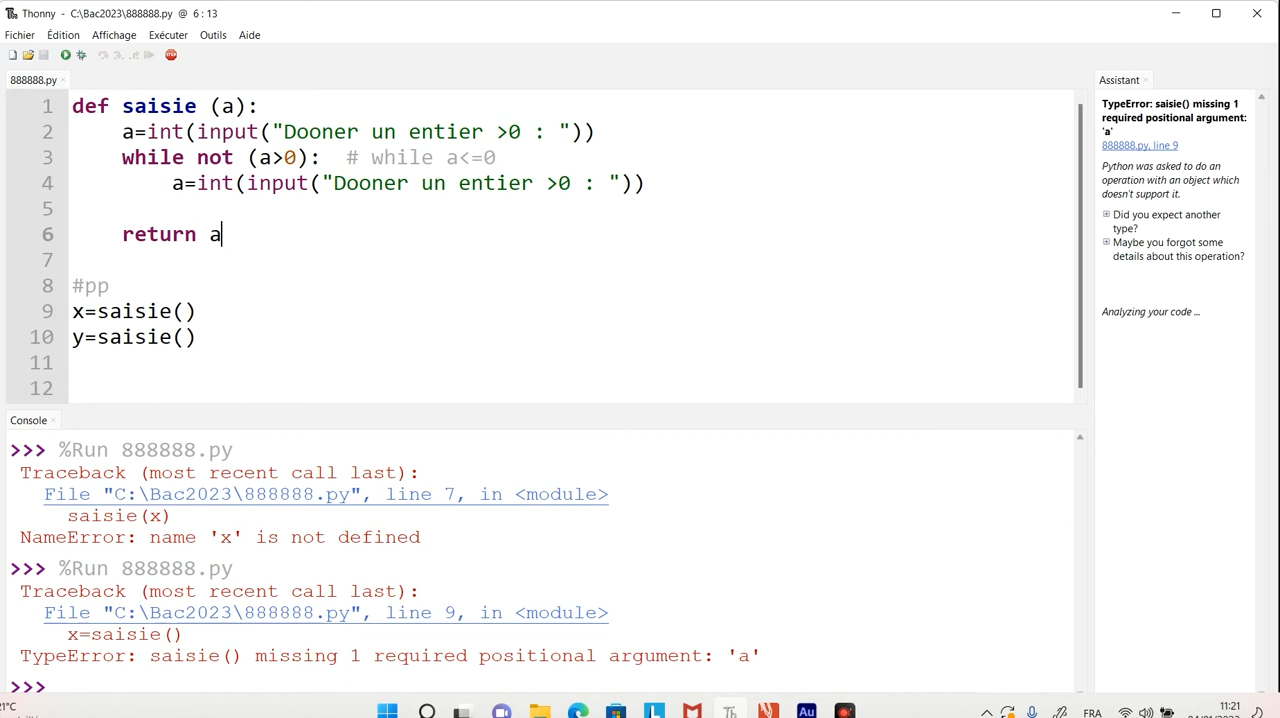 Thonny - C:\Bac2023\888888.py @ 6 : 13
Fichier Édition Affichage Exécuter Outils Aide
888888.py
1 def saisie (a):
2 a=int(input("Dooner un entier >0 : "))
3 while not (a>0): # while a<=0
4 a=int(input("Dooner un entier >0 : "))
5
6 return a
7
8 #pp
9 x=saisie()
10 y=saisie()
11
12
Console
>>> %Run 888888.py
Traceback (most recent call last):
File "C:\Bac2023\888888.py", line 7, in <module>
saisie(x)
NameError: name 'x' is not defined
>>> %Run 888888.py
Traceback (most recent call last):
File "C:\Bac2023\888888.py", line 9, in <module>
x=saisie()
TypeError: saisie() missing 1 required positional argument: 'a'
>>>
Assistant
TypeError: saisie() missing 1
required positional argument:
'a'
888888.py, line 9
Python was asked to do an
operation with an object which
doesn't support it.
Did you expect another
type?
Maybe you forgot some
details about this operation?
Analyzing your code ...
Au
FRA
11:21